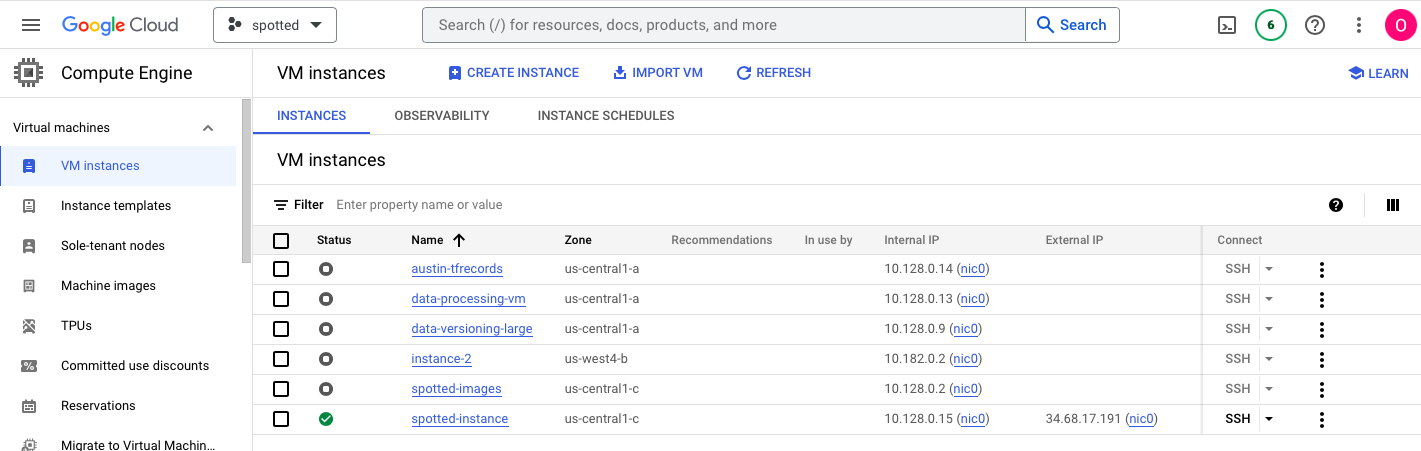 Google Cloud spotted Search (/) for resources, docs, products, and more Search 6 O
Compute Engine VM instances CREATE INSTANCE IMPORT VM REFRESH LEARN
Virtual machines INSTANCES OBSERVABILITY INSTANCE SCHEDULES
VM instances VM instances
Instance templates Filter Enter property name or value
Sole-tenant nodes Status Name Zone Recommendations In use by Internal IP External IP Connect
austin-tfrecords us-central1-a 10.128.0.14 (nic0) SSH
Machine images data-processing-vm us-central1-a 10.128.0.13 (nic0) SSH
TPUs data-versioning-large us-central1-a 10.128.0.9 (nic0) SSH
Committed use discounts instance-2 us-west4-b 10.182.0.2 (nic0) SSH
Reservations spotted-images us-central1-c 10.128.0.2 (nic0) SSH
spotted-instance us-central1-c 10.128.0.15 (nic0) 34.68.17.191 (nic0) SSH
Migrate to Virtual Machin...